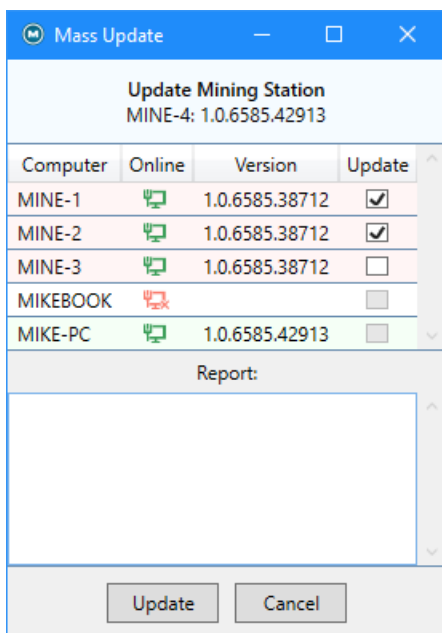 Mass Update
Update Mining Station
MINE-4: 1.0.6585.42913
Computer Online Version Update
MINE-1 1.0.6585.38712
MINE-2 1.0.6585.38712
MINE-3 1.0.6585.38712
MIKEBOOK
MIKE-PC 1.0.6585.42913
Report:
Update Cancel